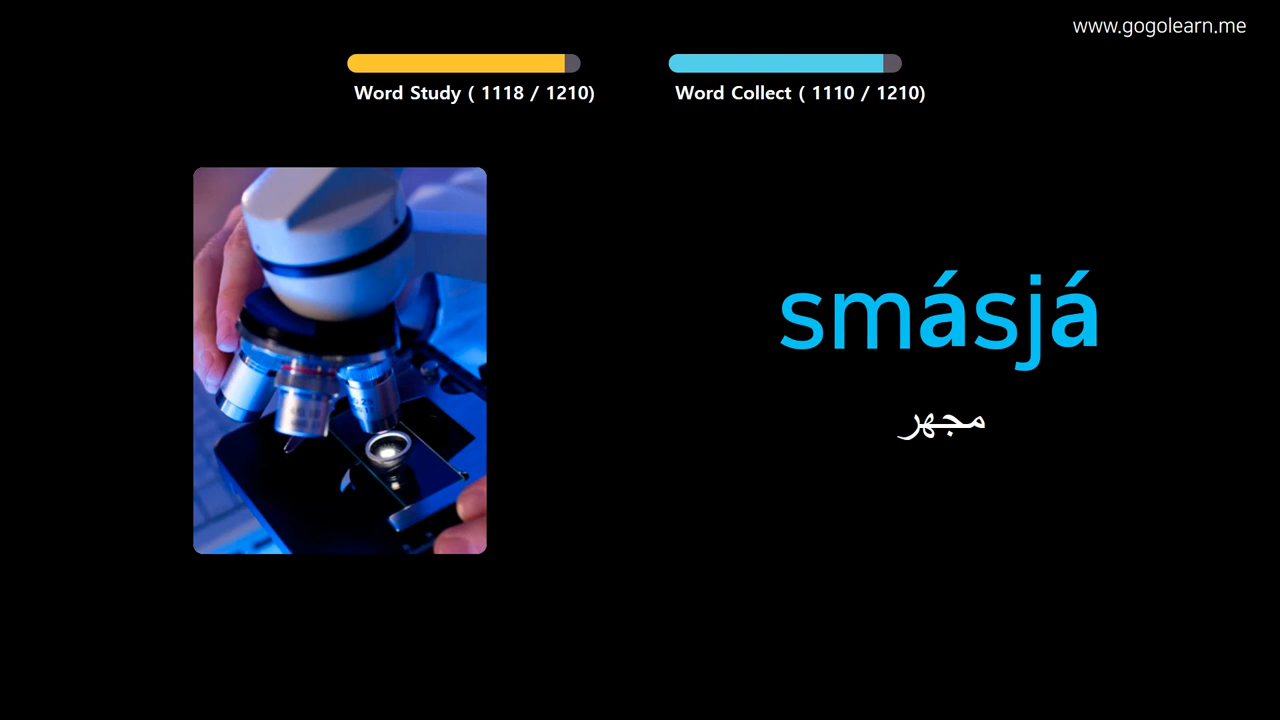 www.gogolearn.me
Word Study ( 1118 / 1210)
Word Collect ( 1110 / 1210)
smásjá
مجهر